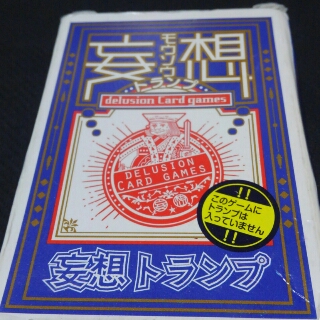 妄想
モウソウ
トランプ
delusion Card games
DELUSION
CARD GAMES
!!
このゲームに
トランプは
入っていません
!!
妄想トランプ